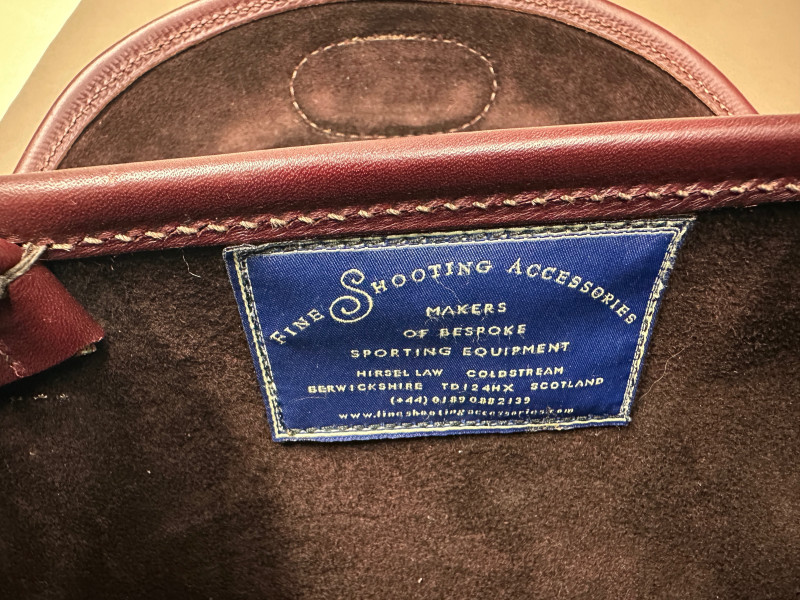 Fine Shooting Accessories
MAKERS
OF BESPOKE
SPORTING EQUIPMENT
HIRSEL LAW COLDSTREAM
BERWICKSHIRE TD124HX SCOTLAND
(+44) 01890882139
www.fineshootingaccessories.com